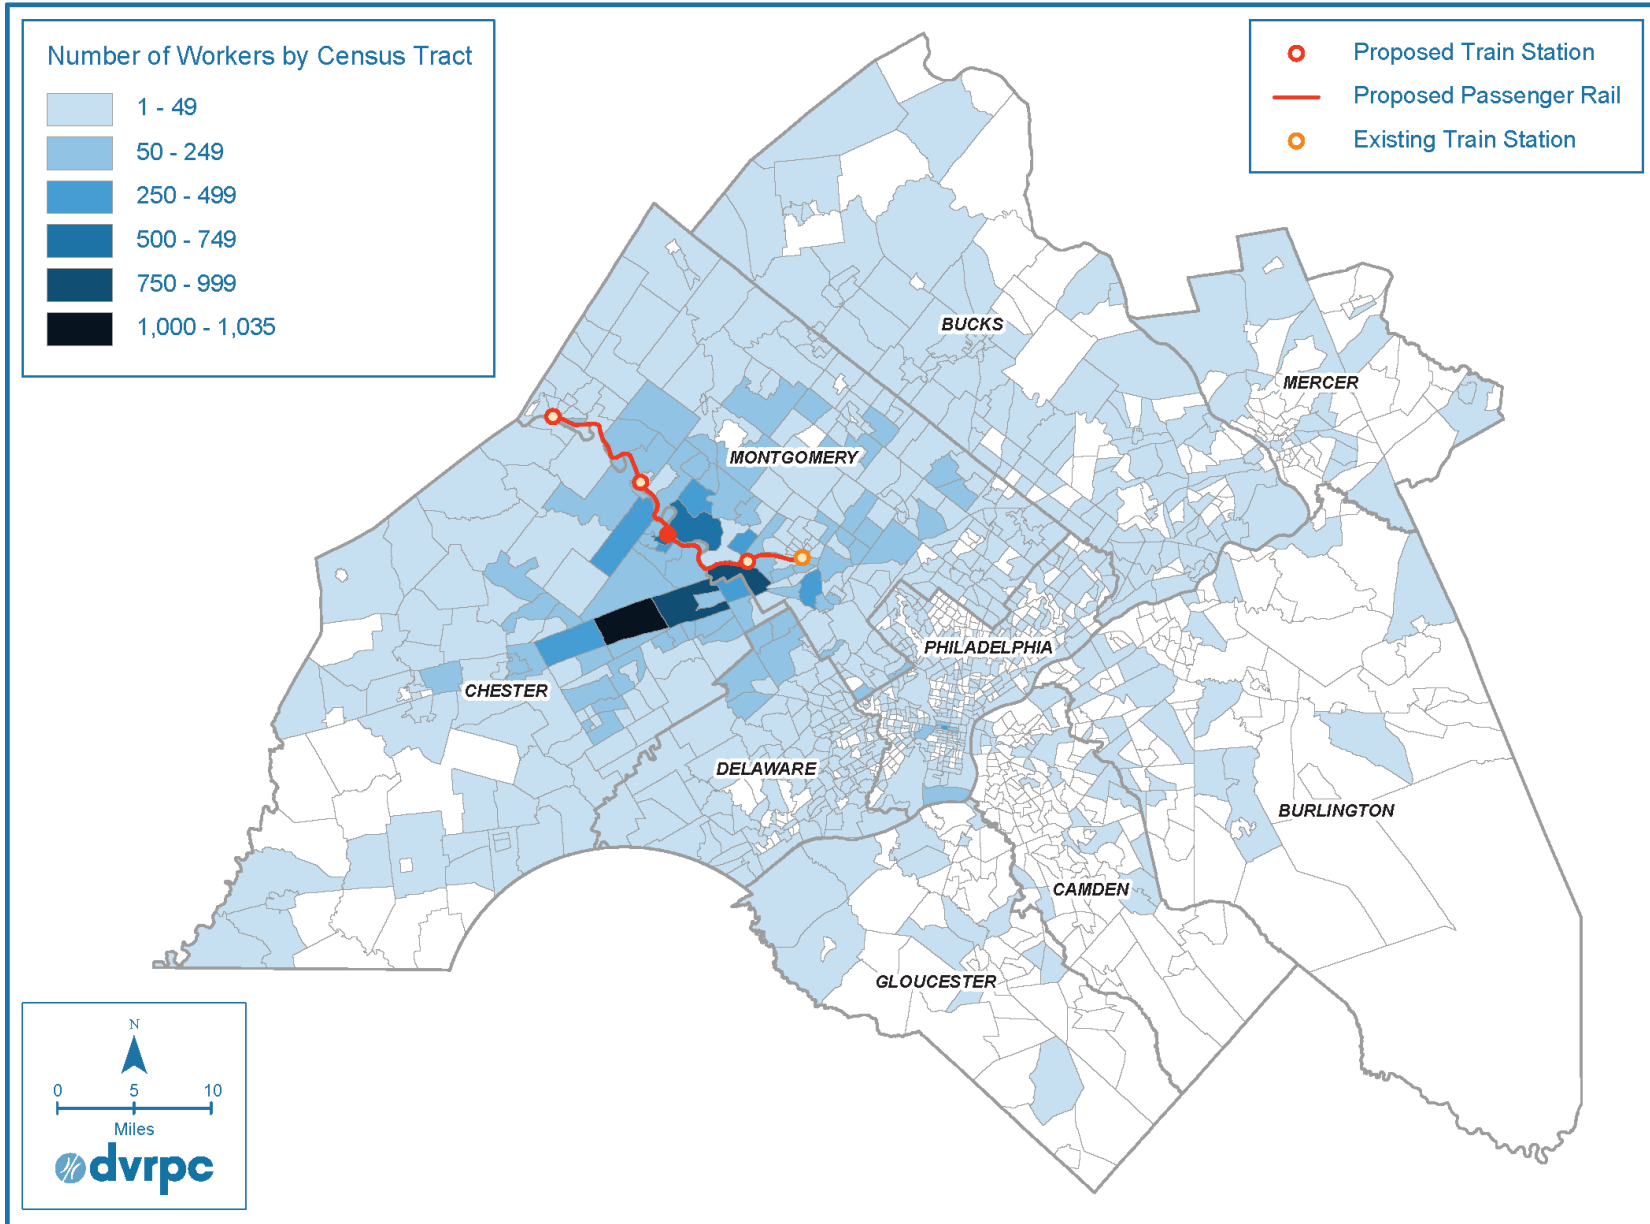 Number of Workers by Census Tract
1 - 49
50 - 249
250 - 499
500 - 749
750 - 999
1,000 - 1,035
Proposed Train Station
Proposed Passenger Rail
Existing Train Station
BUCKS
MERCER
MONTGOMERY
PHILADELPHIA
CHESTER
DELAWARE
BURLINGTON
CAMDEN
GLOUCESTER
N
0 5 10
Miles
dvrpc